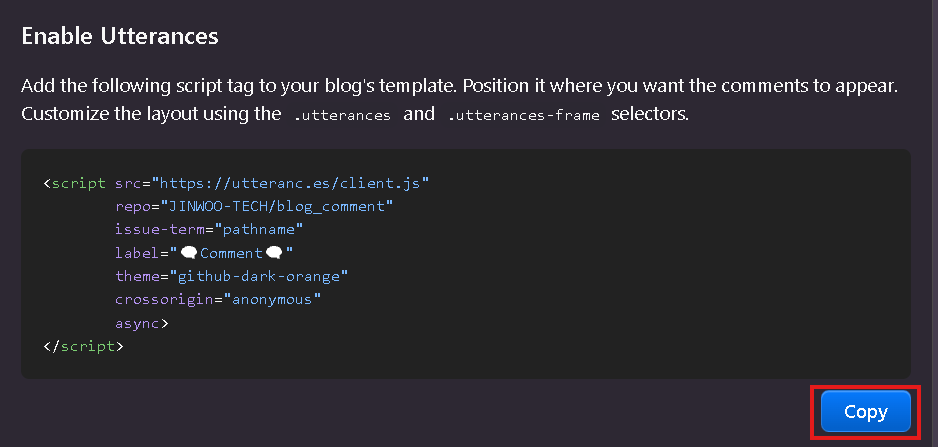 Enable Utterances
Add the following script tag to your blog's template. Position it where you want the comments to appear.
Customize the layout using the .utterances and .utterances-frame selectors.
<script src="https://utteranc.es/client.js"
        repo="JINWOO-TECH/blog_comment"
        issue-term="pathname"
        label="🗨️Comment🗨️"
        theme="github-dark-orange"
        crossorigin="anonymous"
        async>
</script>
Copy